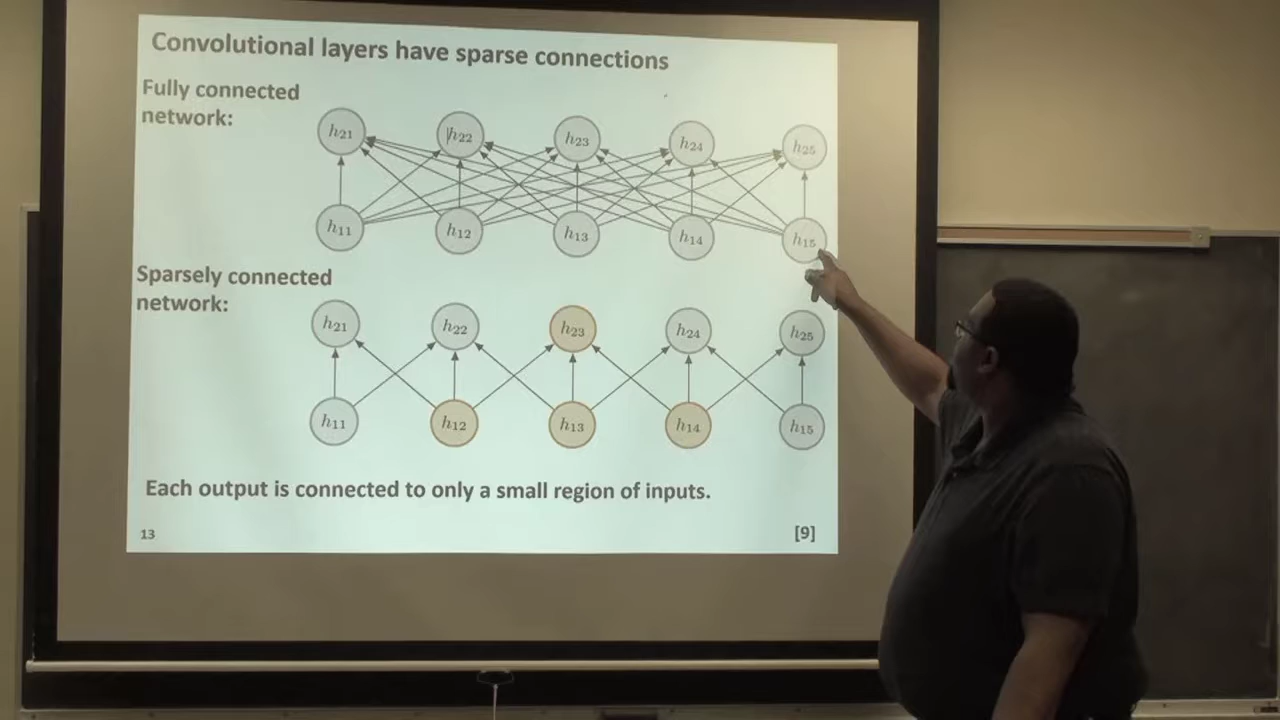 Convolutional layers have sparse connections
Fully connected
network:
h21 h22 h23 h24 h25
h11 h12 h13 h14 h15
Sparsely connected
network:
h21 h22 h23 h24 h25
h11 h12 h13 h14 h15
Each output is connected to only a small region of inputs.
13 [9]